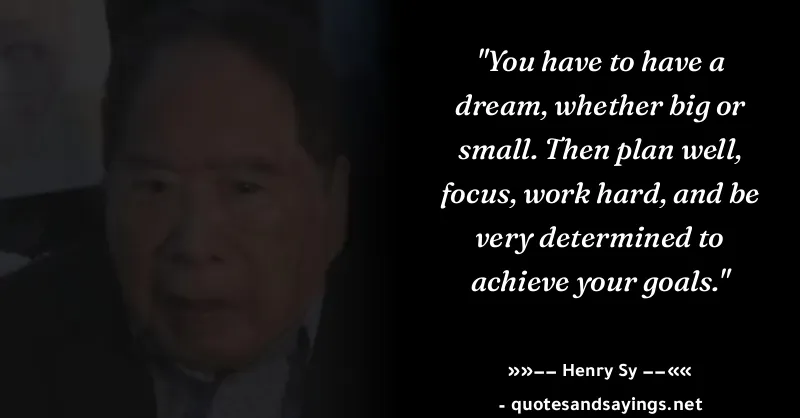 "You have to have a
dream, whether big or
small. Then plan well,
focus, work hard, and be
very determined to
achieve your goals."
»»−− Henry Sy −−««
- quotesandsayings.net